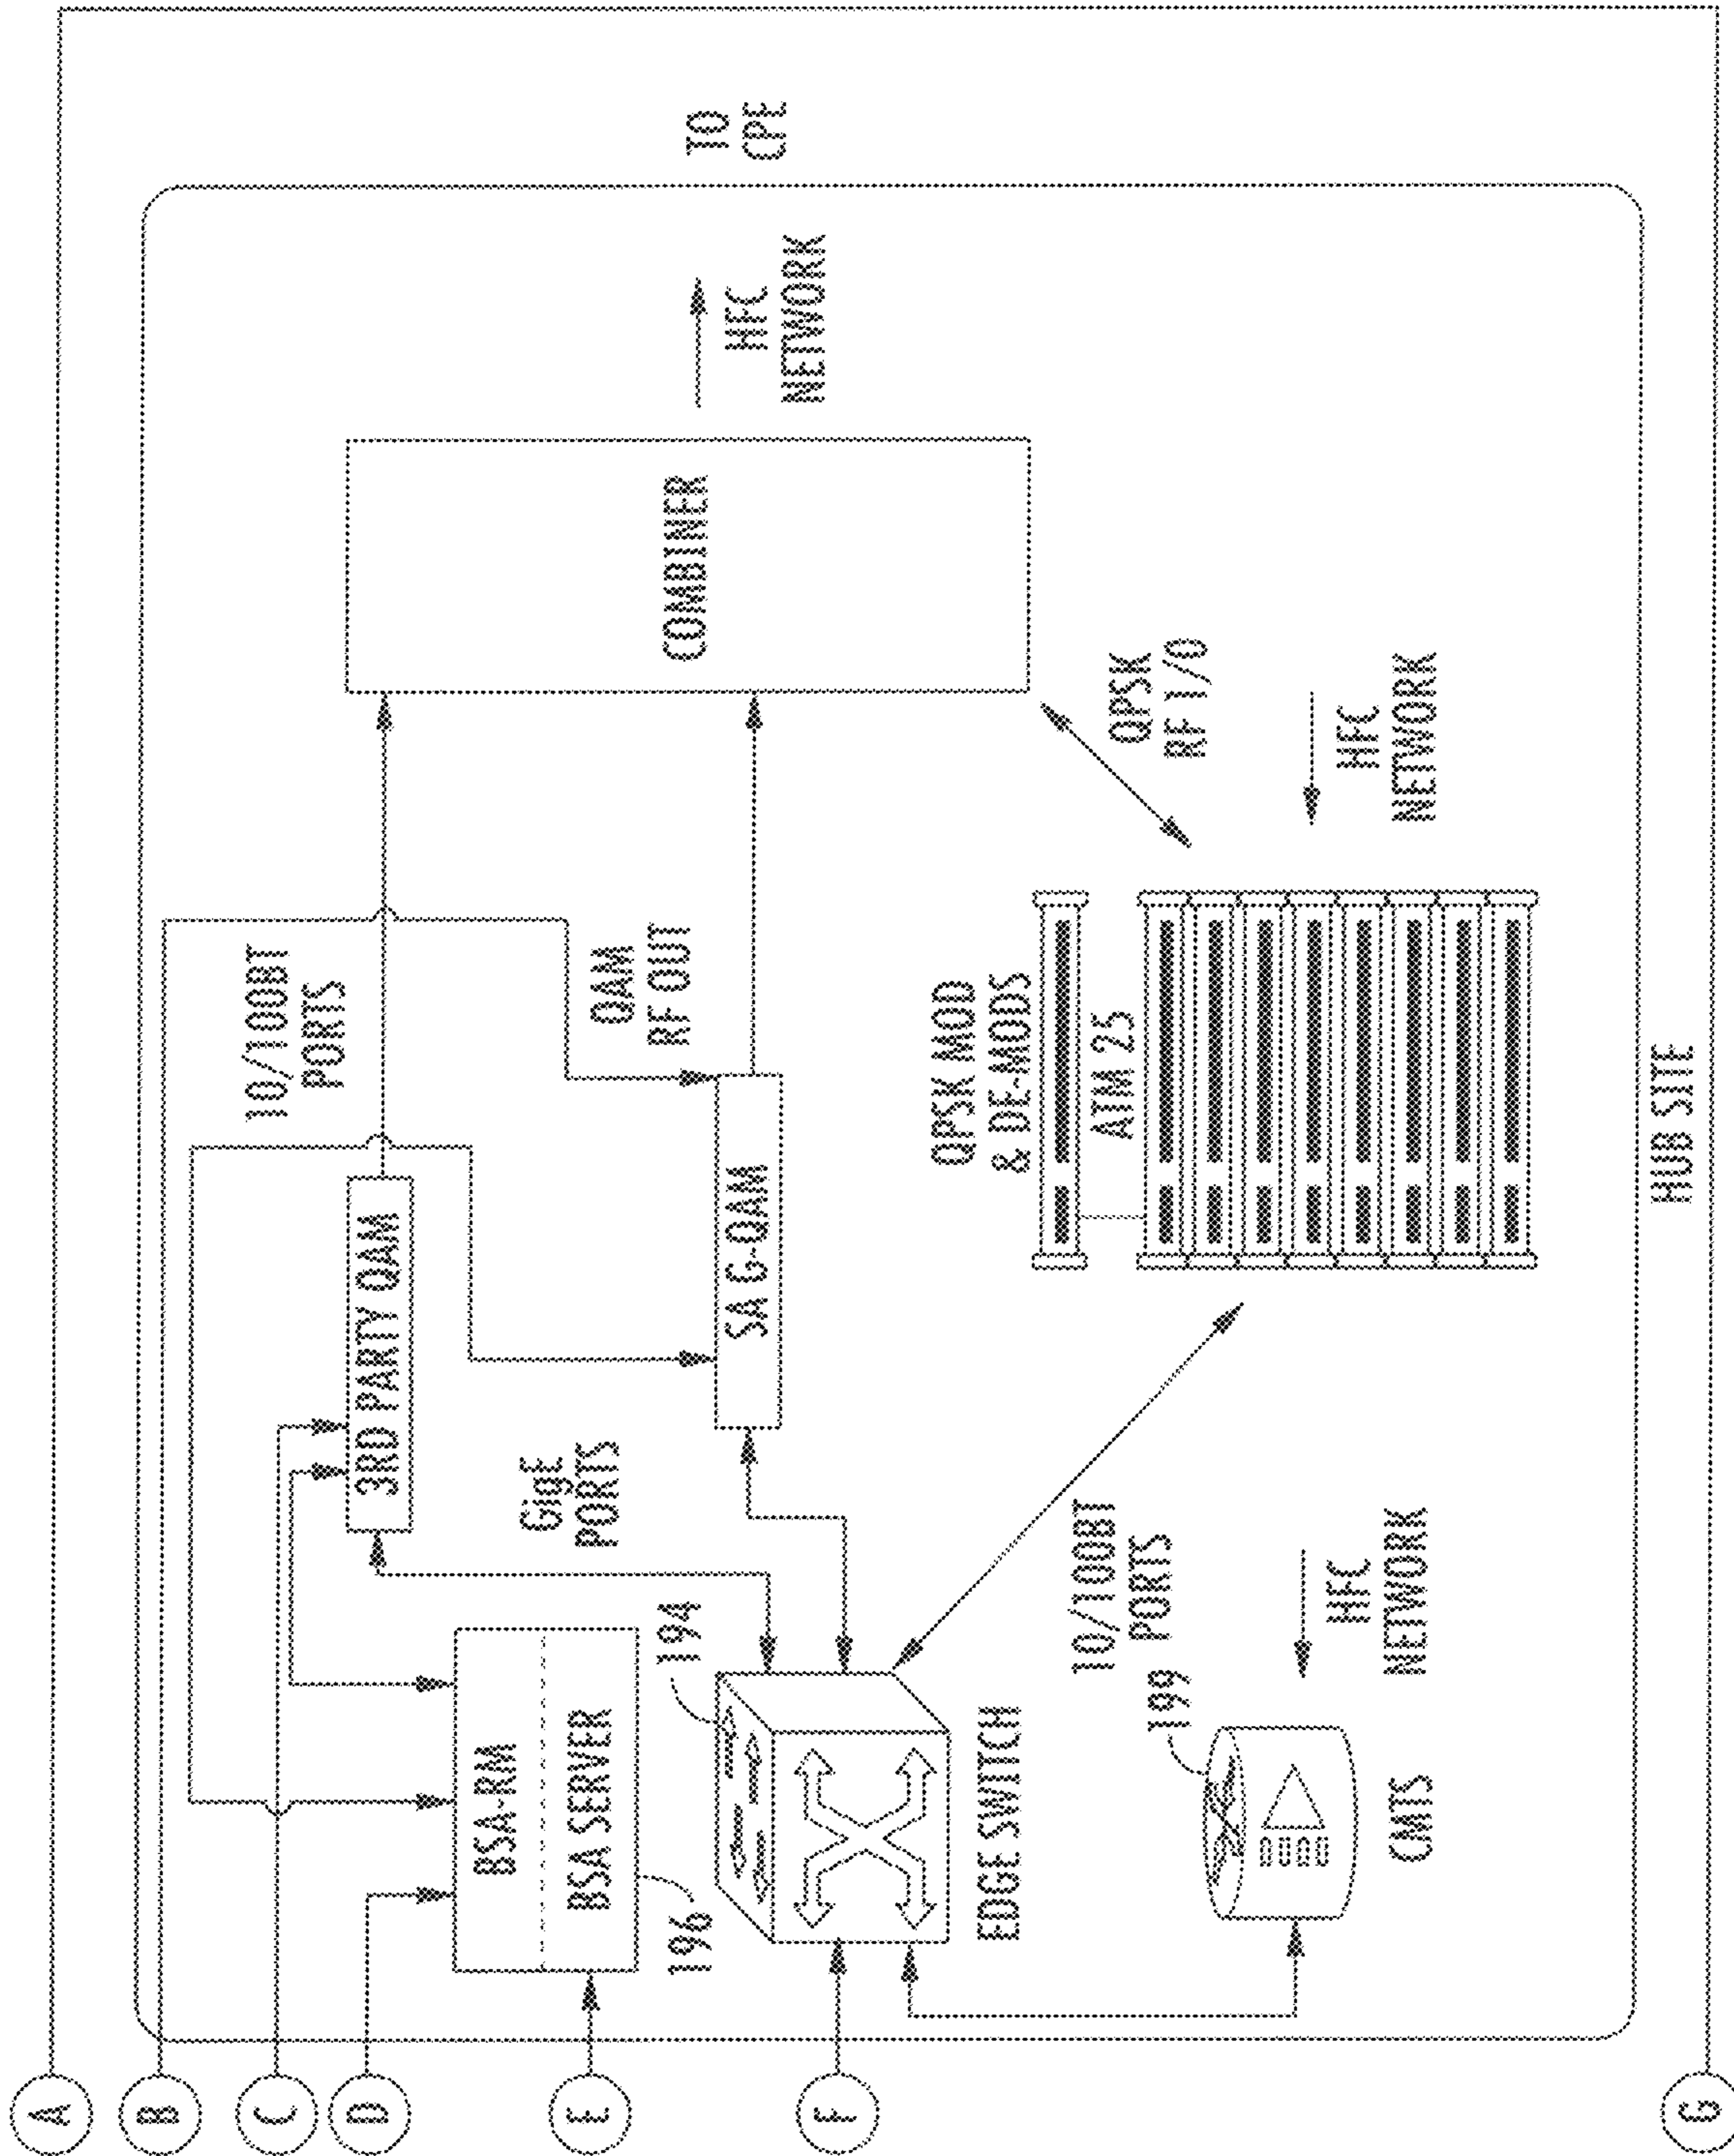 A
B
C
D
E
F
G
TO
CPE
HFC
NETWORK
COMBINER
10/100BT
PORTS
QAM
RF OUT
3RD PARTY QAM
SA G-QAM
GigE
PORTS
BSA-RM
BSA SERVER
196
194
EDGE SWITCH
QPSK
RF I/O
HFC
NETWORK
QPSK MOD
& DE-MODS
ATM 25
10/100BT
PORTS
199
HFC
NETWORK
CMTS
HUB SITE